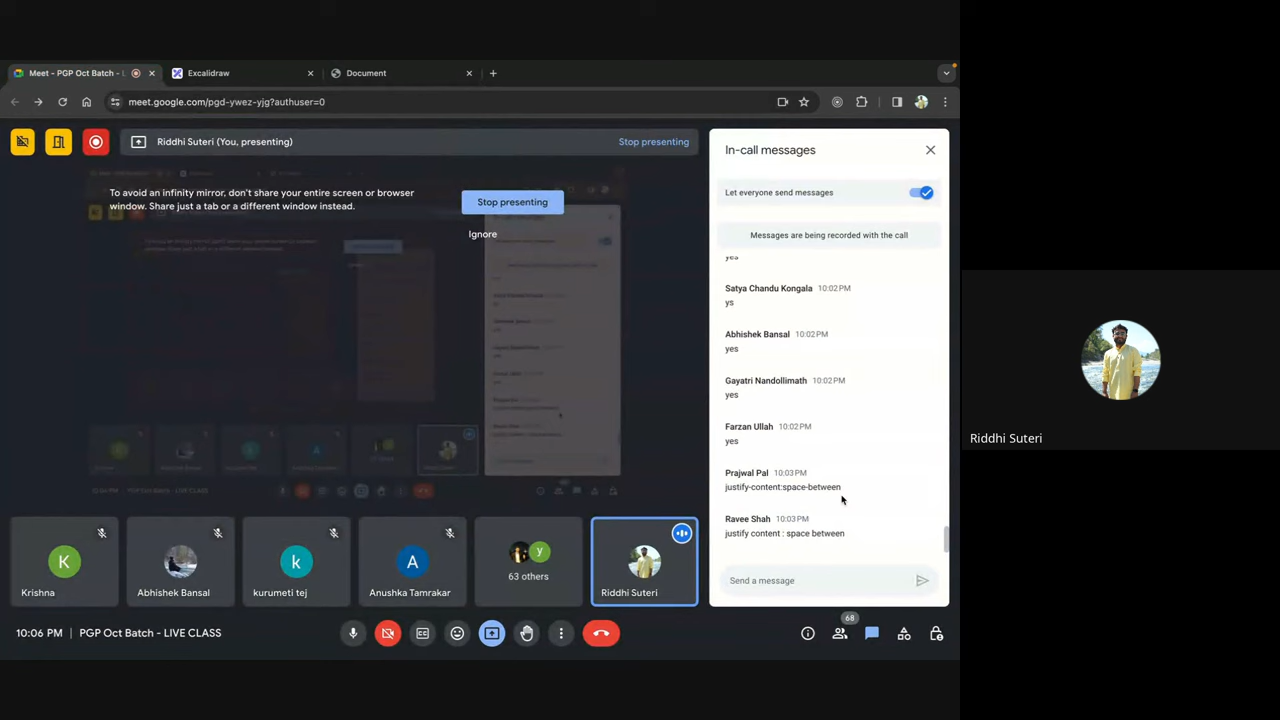 Meet - PGP Oct Batch - L
Excalidraw
Document
meet.google.com/pgd-ywez-yjg?authuser=0
Riddhi Suteri (You, presenting)
Stop presenting
To avoid an infinity mirror, don't share your entire screen or browser
window. Share just a tab or a different window instead.
Stop presenting
Ignore
In-call messages
Let everyone send messages
Messages are being recorded with the call
yes
Satya Chandu Kongala 10:02 PM
ys
Abhishek Bansal 10:02 PM
yes
Gayatri Nandollimath 10:02 PM
yes
Farzan Ullah 10:02 PM
yes
Prajwal Pal 10:03 PM
justify-content:space-between
Ravee Shah 10:03 PM
justify content : space between
Send a message
K
Krishna
Abhishek Bansal
k
kurumeti tej
A
Anushka Tamrakar
y
63 others
Riddhi Suteri
10:06 PM | PGP Oct Batch - LIVE CLASS
68
Riddhi Suteri